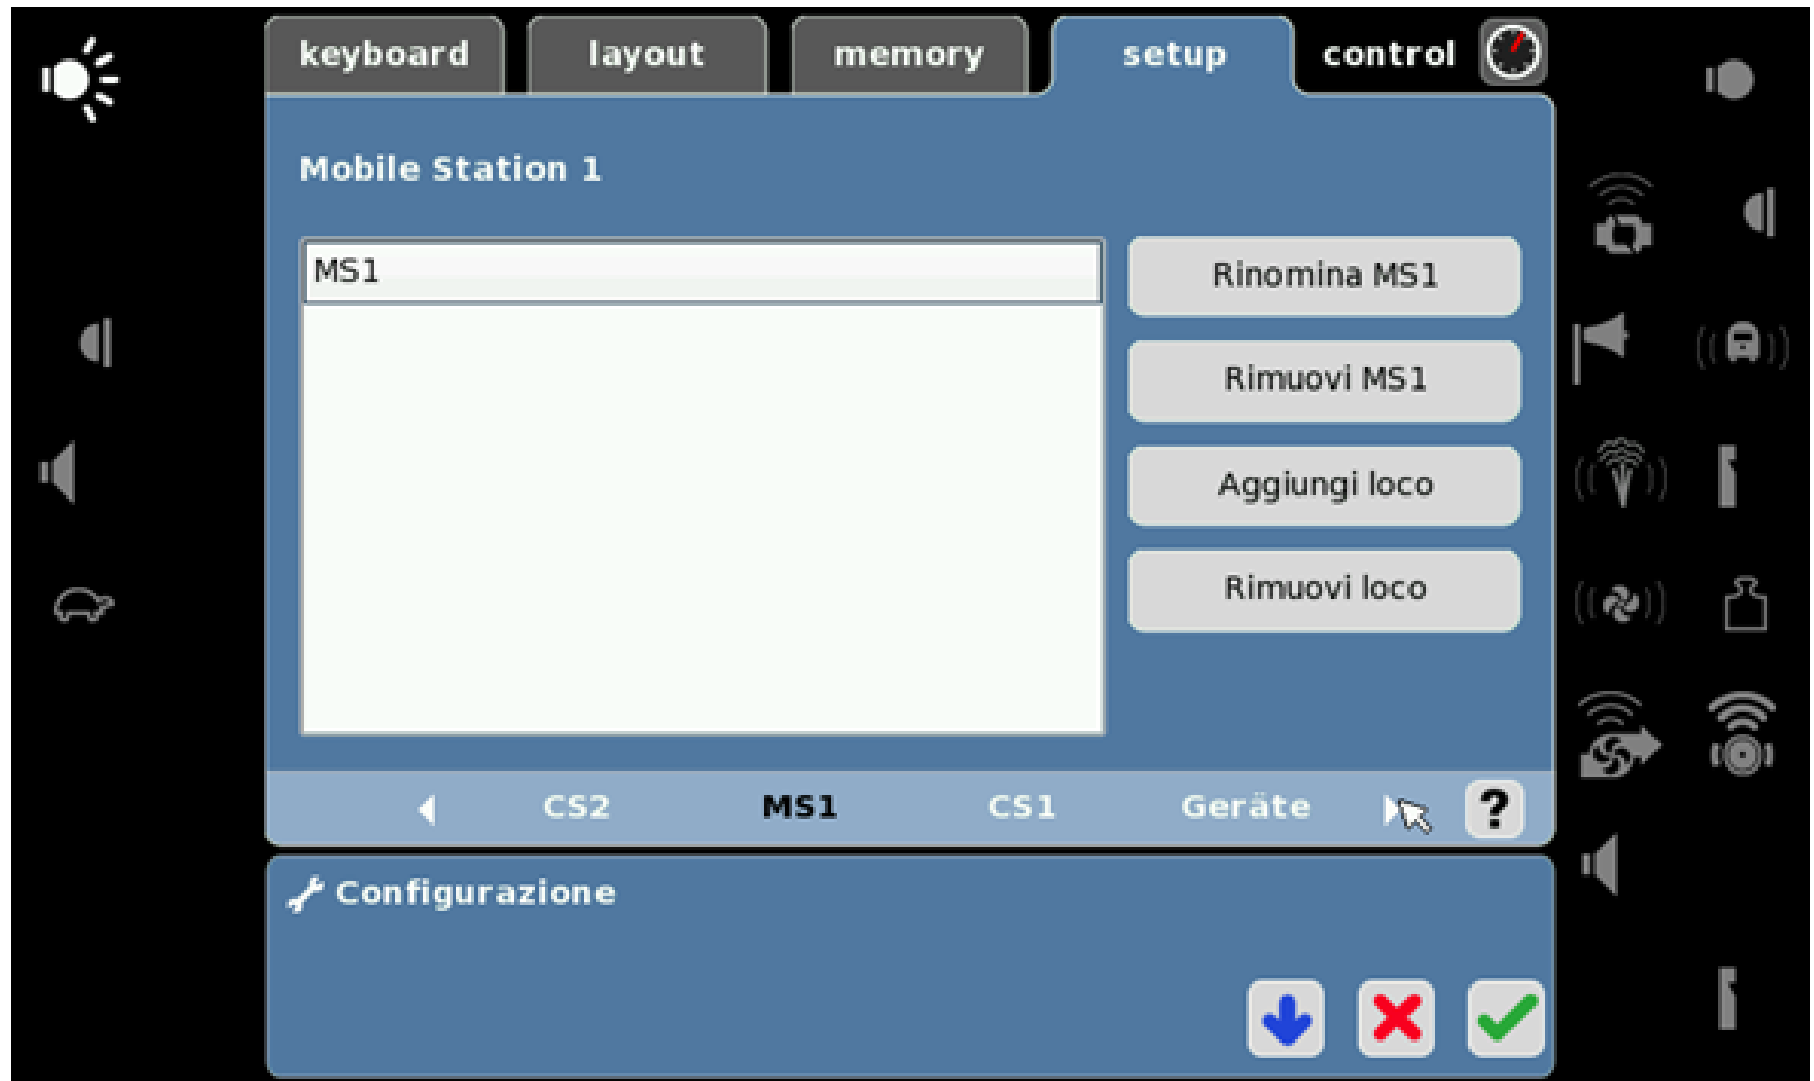 keyboard layout memory setup control
Mobile Station 1
MS1
Rinomina MS1
Rimuovi MS1
Aggiungi loco
Rimuovi loco
CS2 MS1 CS1 Geräte ?
Configurazione